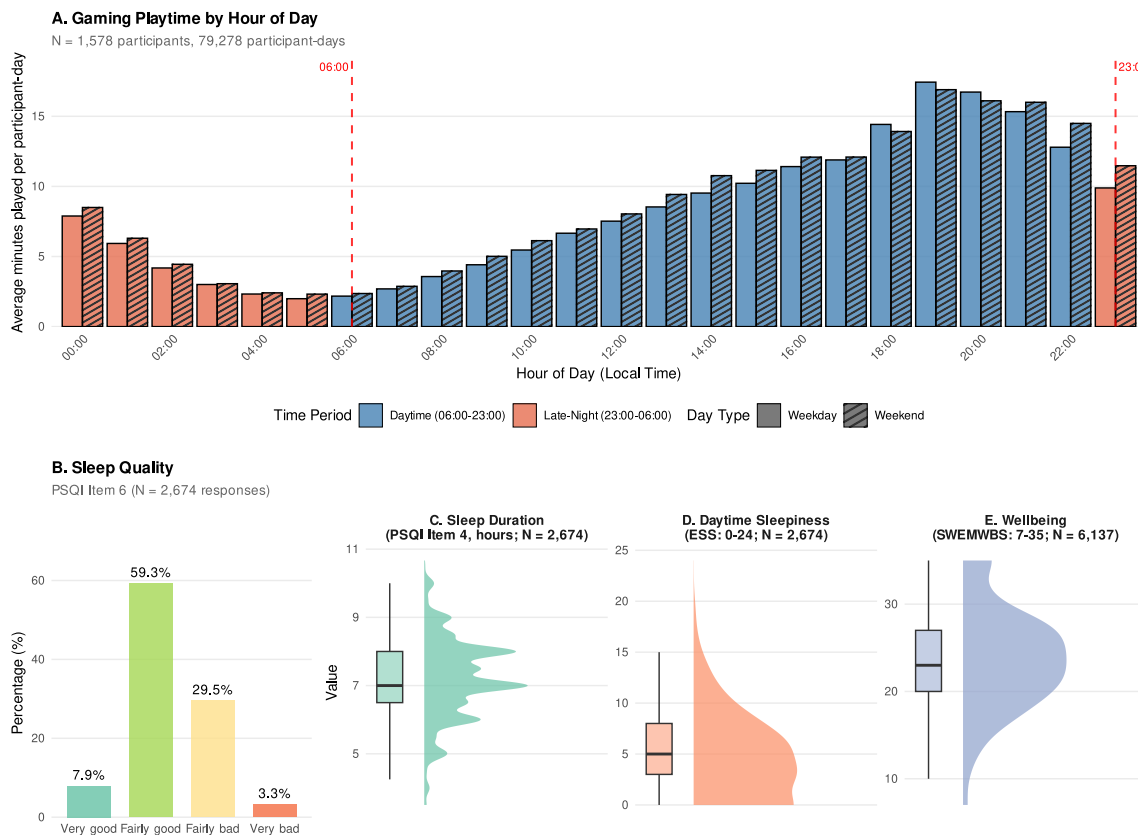 A. Gaming Playtime by Hour of Day
N = 1,578 participants, 79,278 participant-days
06:00
23:0
Average minutes played per participant-day
15
10
5
0
00:00
02:00
04:00
06:00
08:00
10:00
12:00
14:00
16:00
18:00
20:00
22:00
Hour of Day (Local Time)
Time Period
Daytime (06:00-23:00)
Late-Night (23:00-06:00)
Day Type
Weekday
Weekend
B. Sleep Quality
PSQI Item 6 (N = 2,674 responses)
Percentage (%)
60
40
20
0
7.9%
59.3%
29.5%
3.3%
Very good
Fairly good
Fairly bad
Very bad
C. Sleep Duration
(PSQI Item 4, hours; N = 2,674)
Value
11
9
7
5
D. Daytime Sleepiness
(ESS: 0-24; N = 2,674)
25
20
15
10
5
0
E. Wellbeing
(SWEMWBS: 7-35; N = 6,137)
30
20
10